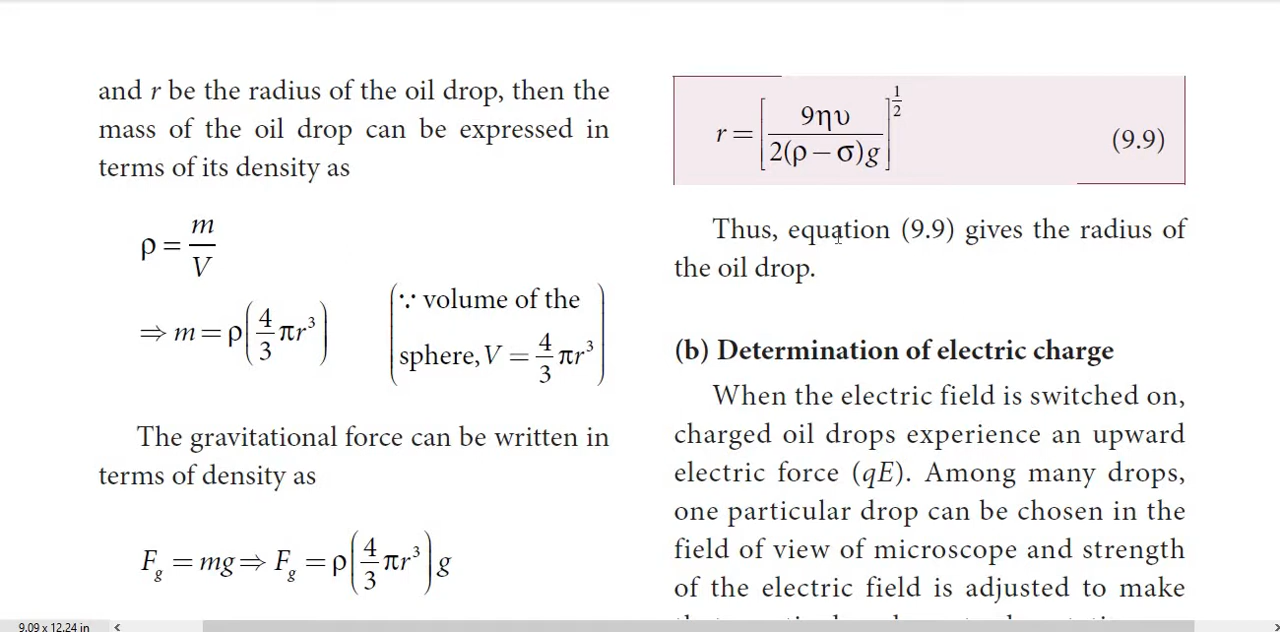 and r be the radius of the oil drop, then the
mass of the oil drop can be expressed in
terms of its density as
ρ = m/V
⇒ m = ρ(4/3 πr³) (∵ volume of the
sphere, V = 4/3 πr³)
The gravitational force can be written in
terms of density as
F_g = mg ⇒ F_g = ρ(4/3 πr³)g
r = [9ηυ / 2(ρ − σ)g]^(1/2) (9.9)
Thus, equation (9.9) gives the radius of
the oil drop.
(b) Determination of electric charge
When the electric field is switched on,
charged oil drops experience an upward
electric force (qE). Among many drops,
one particular drop can be chosen in the
field of view of microscope and strength
of the electric field is adjusted to make
9.09 x 12.24 in